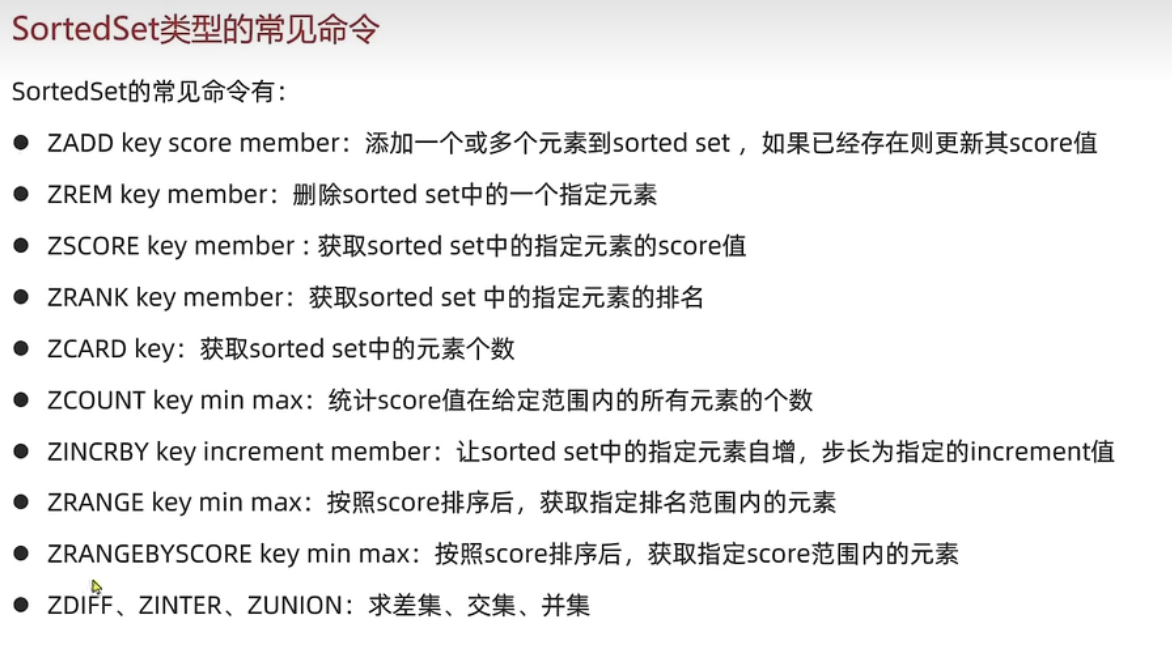 SortedSet类型的常见命令
SortedSet的常见命令有：
● ZADD key score member：添加一个或多个元素到sorted set ，如果已经存在则更新其score值
● ZREM key member：删除sorted set中的一个指定元素
● ZSCORE key member : 获取sorted set中的指定元素的score值
● ZRANK key member：获取sorted set 中的指定元素的排名
● ZCARD key：获取sorted set中的元素个数
● ZCOUNT key min max：统计score值在给定范围内的所有元素的个数
● ZINCRBY key increment member：让sorted set中的指定元素自增，步长为指定的increment值
● ZRANGE key min max：按照score排序后，获取指定排名范围内的元素
● ZRANGEBYSCORE key min max：按照score排序后，获取指定score范围内的元素
● ZDIFF、ZINTER、ZUNION：求差集、交集、并集